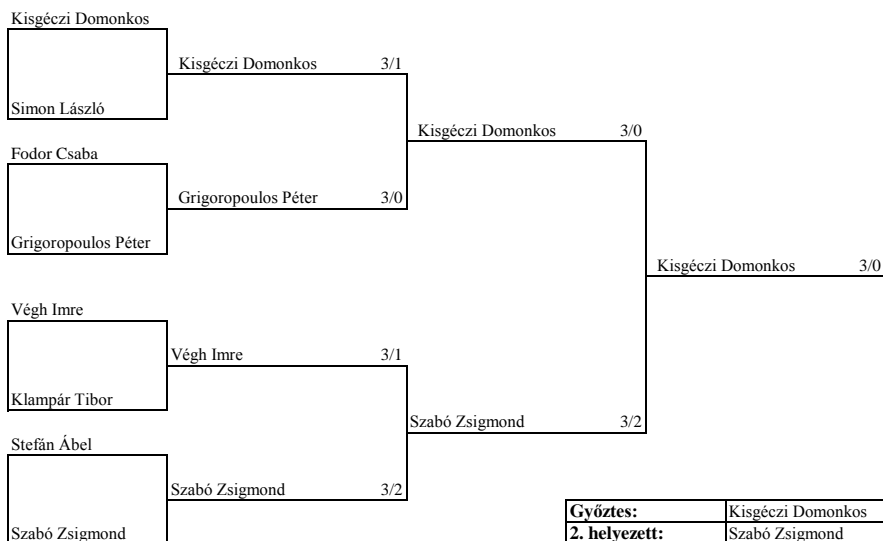 Kisgéczi Domonkos
Kisgéczi Domonkos 3/1
Simon László
Kisgéczi Domonkos 3/0
Fodor Csaba
Grigoropoulos Péter 3/0
Grigoropoulos Péter
Kisgéczi Domonkos 3/0
Végh Imre
Végh Imre 3/1
Klampár Tibor
Szabó Zsigmond 3/2
Stefán Ábel
Szabó Zsigmond 3/2
Győztes: Kisgéczi Domonkos
Szabó Zsigmond
2. helyezett: Szabó Zsigmond